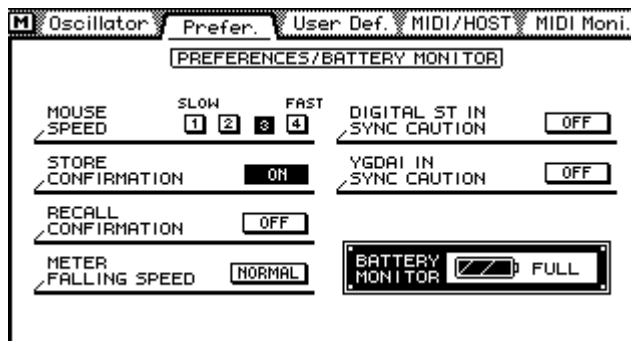 M Oscillator Prefer. User Def. MIDI/HOST MIDI Moni.
PREFERENCES/BATTERY MONITOR
MOUSE SPEED
SLOW FAST
1 2 3 4
STORE CONFIRMATION ON
RECALL CONFIRMATION OFF
METER FALLING SPEED NORMAL
DIGITAL ST IN SYNC CAUTION OFF
YGDAI IN SYNC CAUTION OFF
BATTERY MONITOR FULL